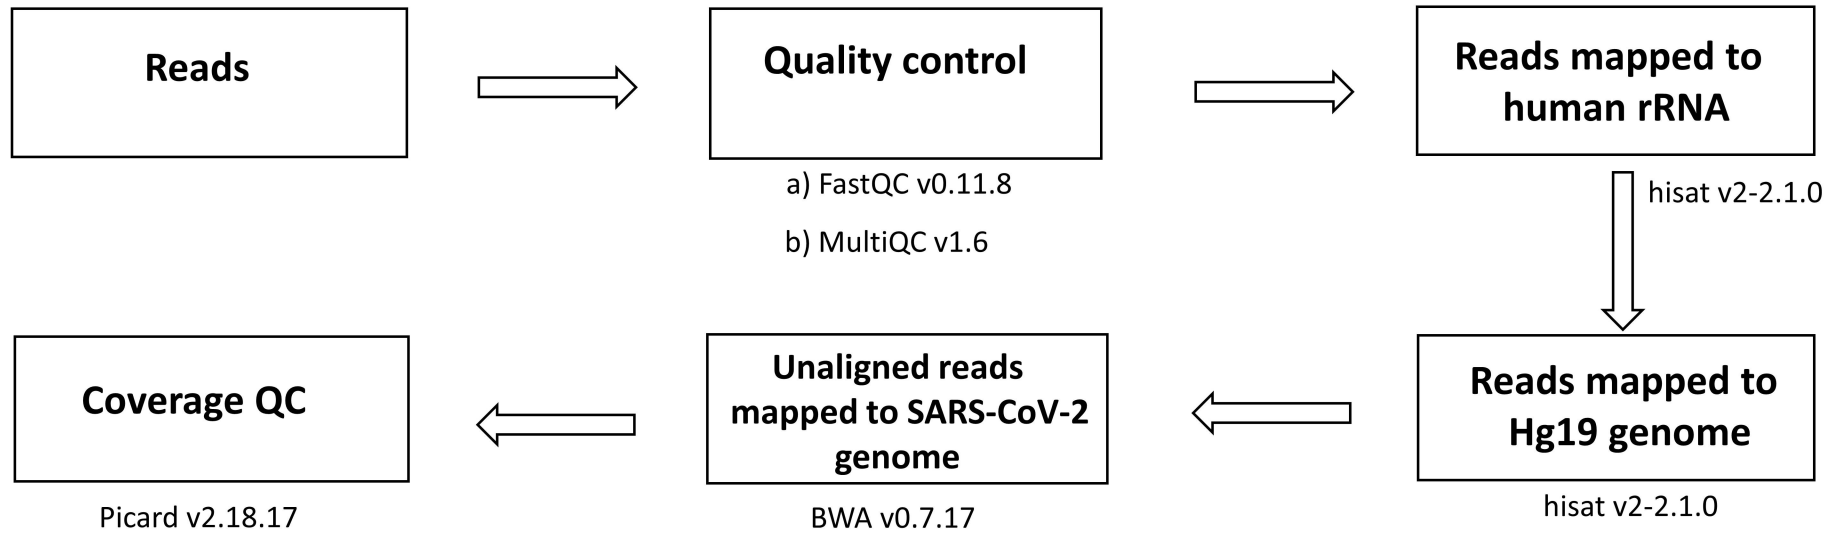 Reads
Quality control
a) FastQC v0.11.8
b) MultiQC v1.6
Reads mapped to
human rRNA
hisat v2-2.1.0
Reads mapped to
Hg19 genome
hisat v2-2.1.0
Unaligned reads
mapped to SARS-CoV-2
genome
BWA v0.7.17
Coverage QC
Picard v2.18.17